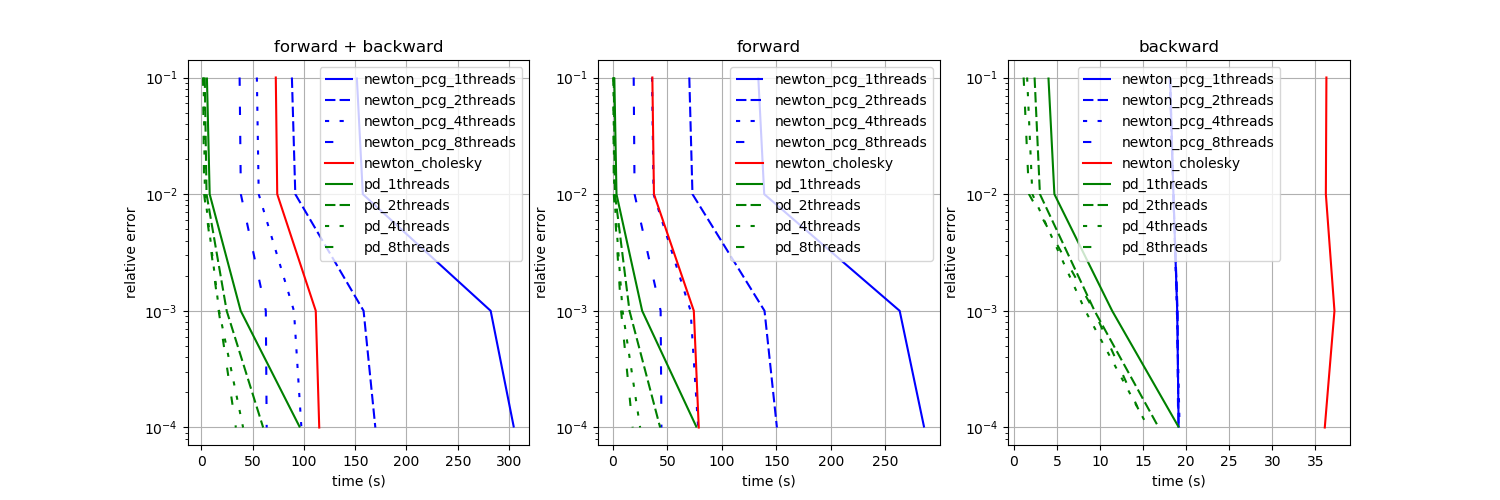 forward + backward
relative error
10⁻¹
10⁻²
10⁻³
10⁻⁴
newton_pcg_1threads
newton_pcg_2threads
newton_pcg_4threads
newton_pcg_8threads
newton_cholesky
pd_1threads
pd_2threads
pd_4threads
pd_8threads
0 50 100 150 200 250 300
time (s)
forward
relative error
10⁻¹
10⁻²
10⁻³
10⁻⁴
newton_pcg_1threads
newton_pcg_2threads
newton_pcg_4threads
newton_pcg_8threads
newton_cholesky
pd_1threads
pd_2threads
pd_4threads
pd_8threads
0 50 100 150 200 250
time (s)
backward
relative error
10⁻¹
10⁻²
10⁻³
10⁻⁴
newton_pcg_1threads
newton_pcg_2threads
newton_pcg_4threads
newton_pcg_8threads
newton_cholesky
pd_1threads
pd_2threads
pd_4threads
pd_8threads
0 5 10 15 20 25 30 35
time (s)